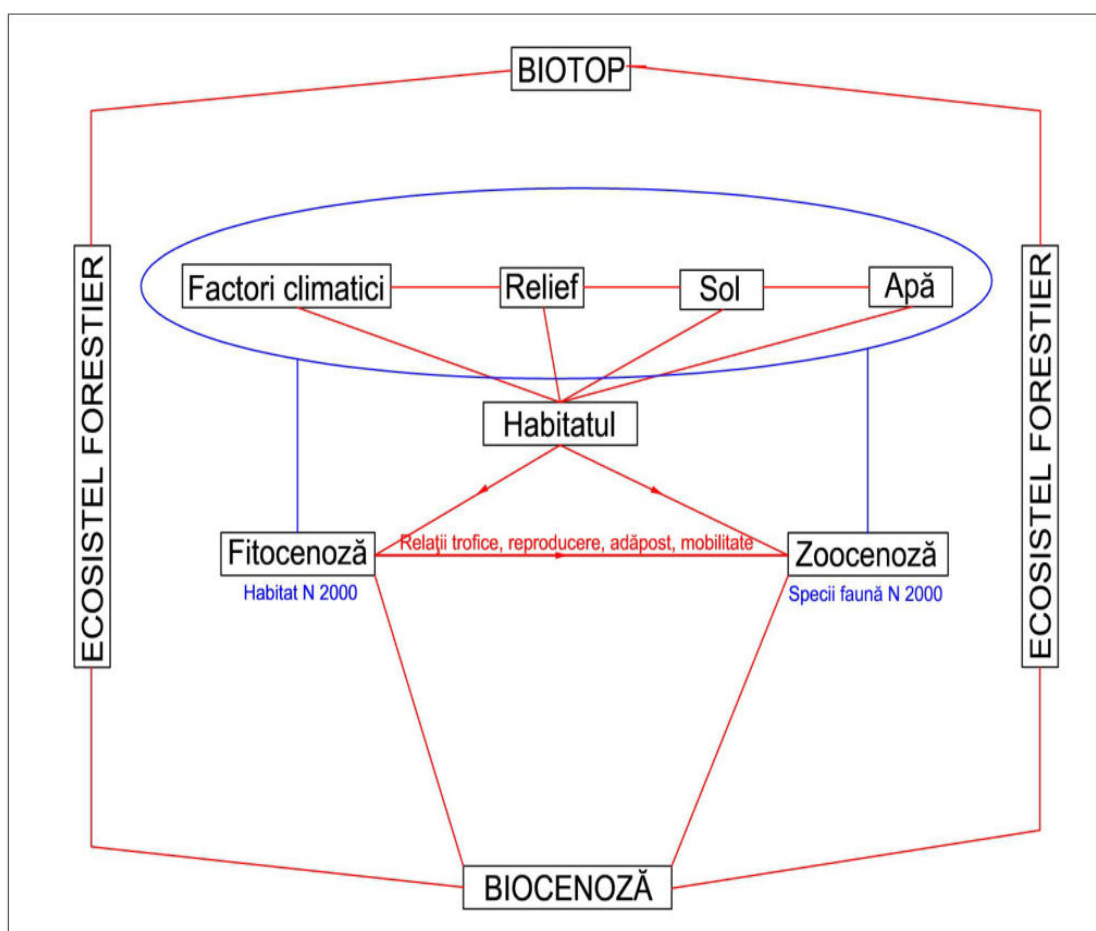 BIOTOP
ECOSISTEL FORESTIER
ECOSISTEL FORESTIER
Factori climatici
Relief
Sol
Apă
Habitatul
Fitocenoză
Relaţii trofice, reproducere, adăpost, mobilitate
Zoocenoză
Habitat N 2000
Specii faună N 2000
BIOCENOZĂ